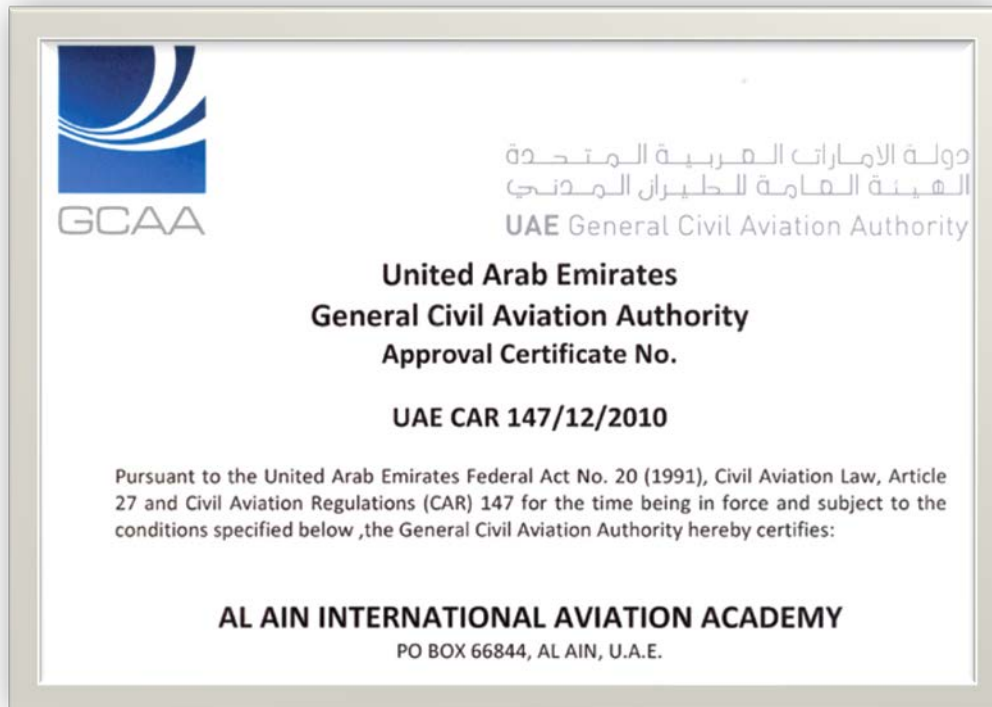 GCAA
دولة الامارات العربية المتحدة
الهيئة العامة للطيران المدني
UAE General Civil Aviation Authority
United Arab Emirates
General Civil Aviation Authority
Approval Certificate No.
UAE CAR 147/12/2010
Pursuant to the United Arab Emirates Federal Act No. 20 (1991), Civil Aviation Law, Article
27 and Civil Aviation Regulations (CAR) 147 for the time being in force and subject to the
conditions specified below ,the General Civil Aviation Authority hereby certifies:
AL AIN INTERNATIONAL AVIATION ACADEMY
PO BOX 66844, AL AIN, U.A.E.